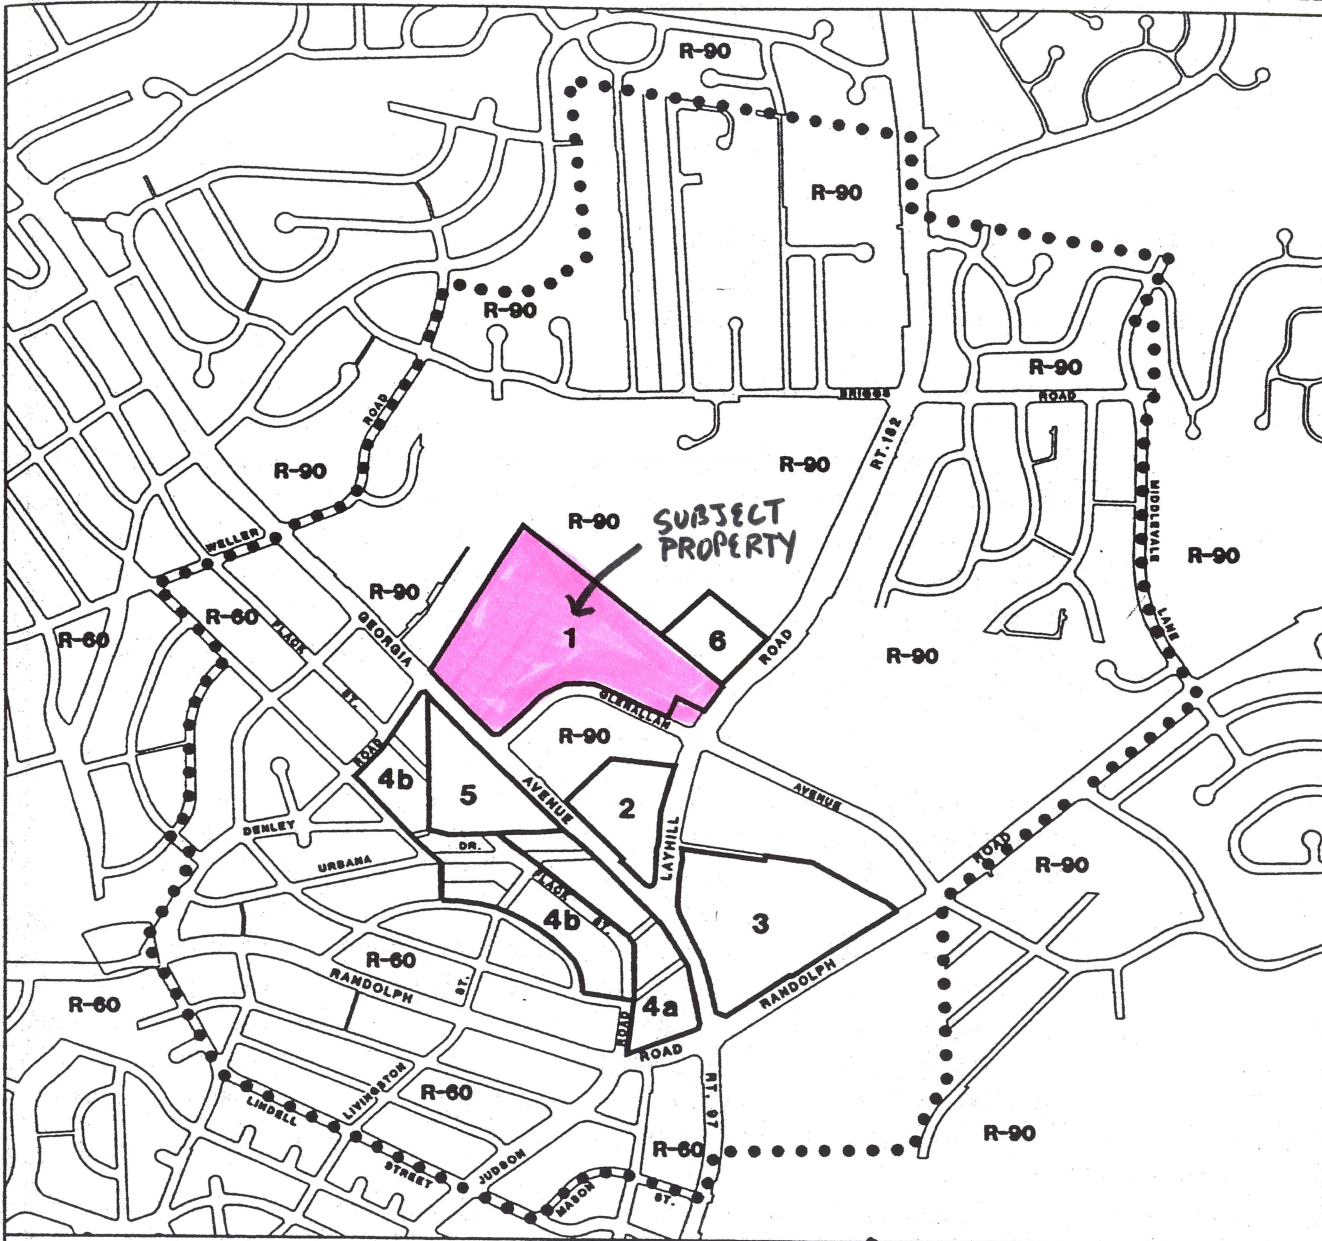 R-90
R-90
R-90
R-90
BRIGGS
ROAD
ROAD
RT.182
R-90
R-90
MIDDLEVALE
LANE
R-90
SUBJECT
PROPERTY
WELLER
R-90
R-90
R-60
R-60
FLACK
ST.
GEORGIA
1
6
ROAD
R-90
GLENALLAN
R-90
ROAD
4b
5
AVENUE
2
AVENUE
LAYHILL
DENLEY
DR.
URBANA
ROAD
R-90
FLACK
ST.
4b
3
R-60
RANDOLPH
ST.
RANDOLPH
R-60
4a
ROAD
ROAD
RT. 97
LINDELL
LIVINGSTON
R-60
STREET
JUDSON
MASON
ST.
R-60
R-90